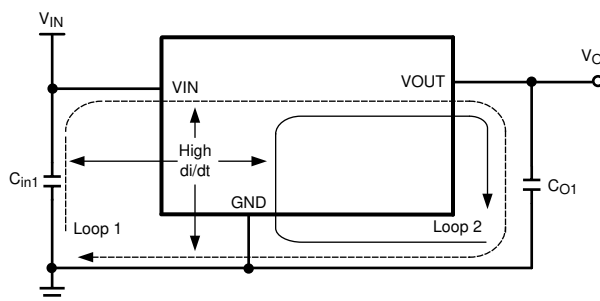 VIN
VO
VIN
VOUT
High
di/dt
Cin1
GND
CO1
Loop 1
Loop 2